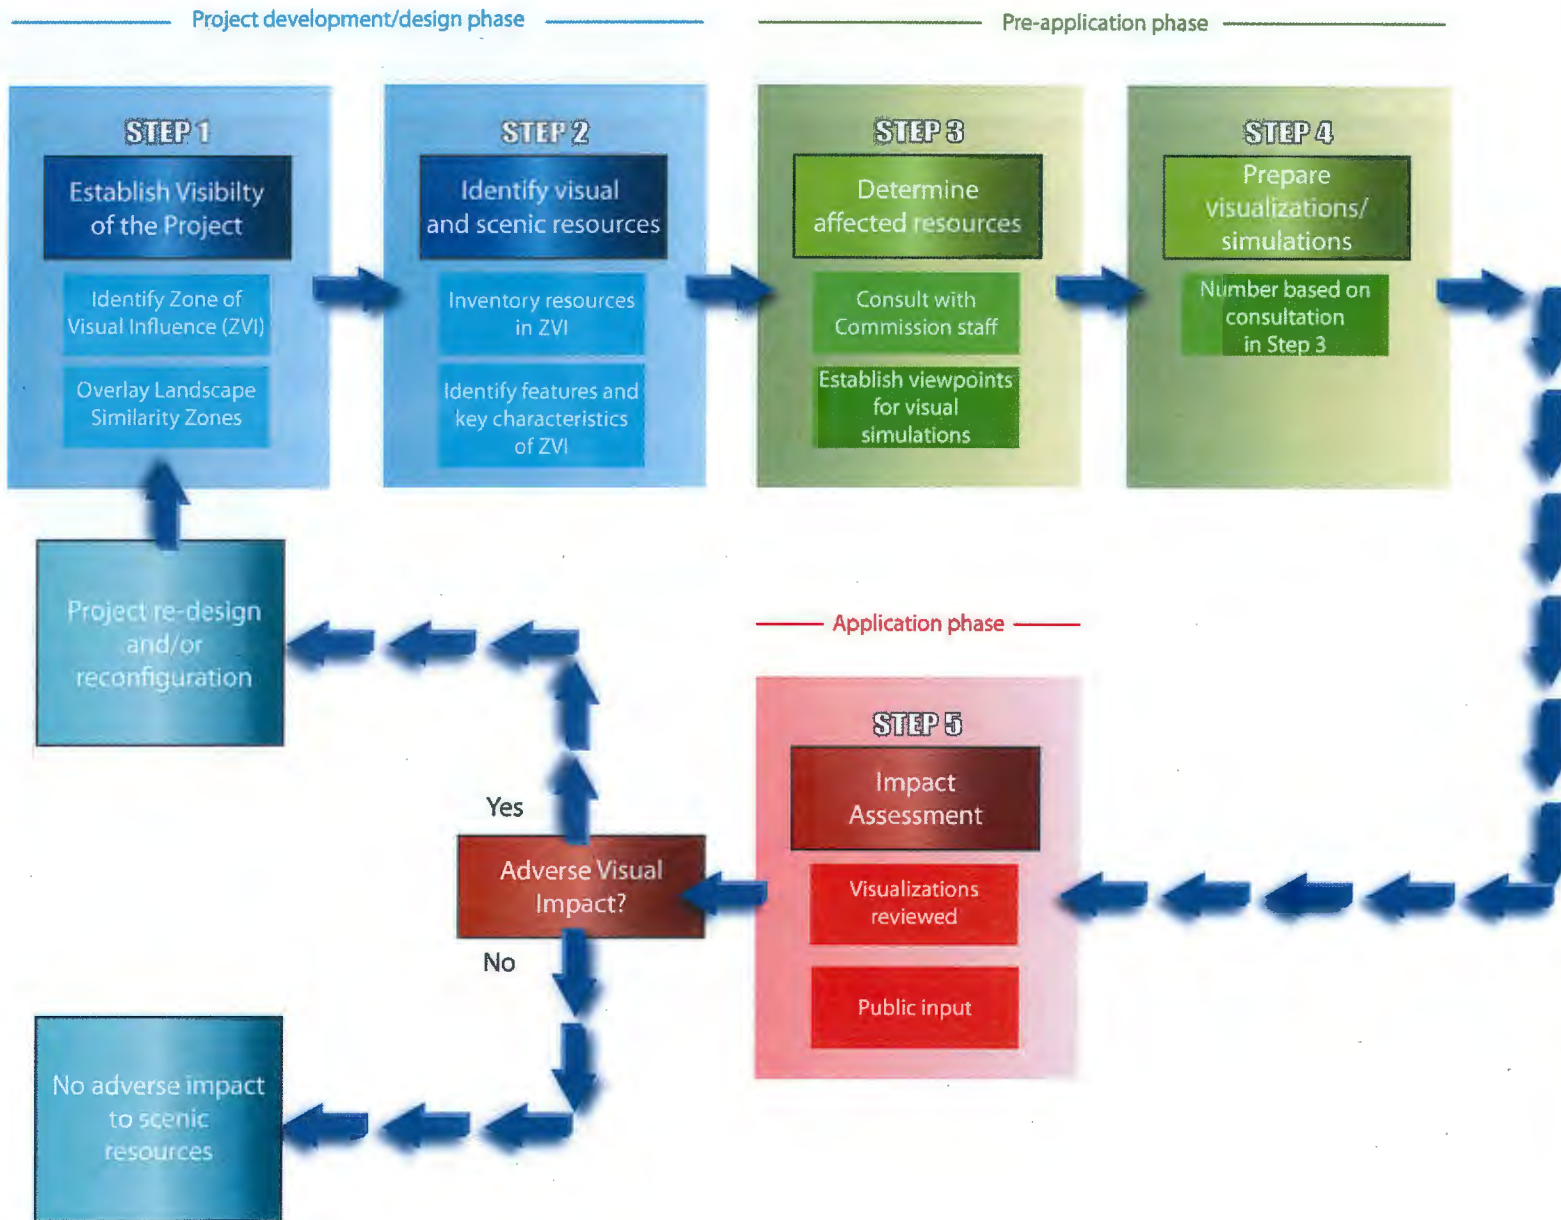 Project development/design phase
Pre-application phase
STEP 1
Establish Visibilty
of the Project
Identify Zone of
Visual Influence (ZVI)
Overlay Landscape
Similarity Zones
STEP 2
Identify visual
and scenic resources
Inventory resources
in ZVI
Identify features and
key characteristics
of ZVI
STEP 3
Determine
affected resources
Consult with
Commission staff
Establish viewpoints
for visual
simulations
STEP 4
Prepare
visualizations/
simulations
Number based on
consultation
in Step 3
Project re-design
and/or
reconfiguration
Application phase
STEP 5
Impact
Assessment
Visualizations
reviewed
Public input
Yes
Adverse Visual
Impact?
No
No adverse impact
to scenic
resources